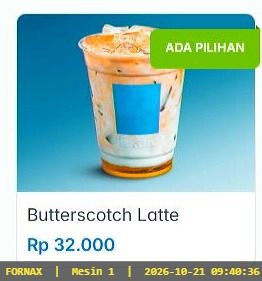 ADA PILIHAN
Butterscotch Latte
Rp 32.000
FORNAX | Mesin 1 | 2026-10-21 09:40:36